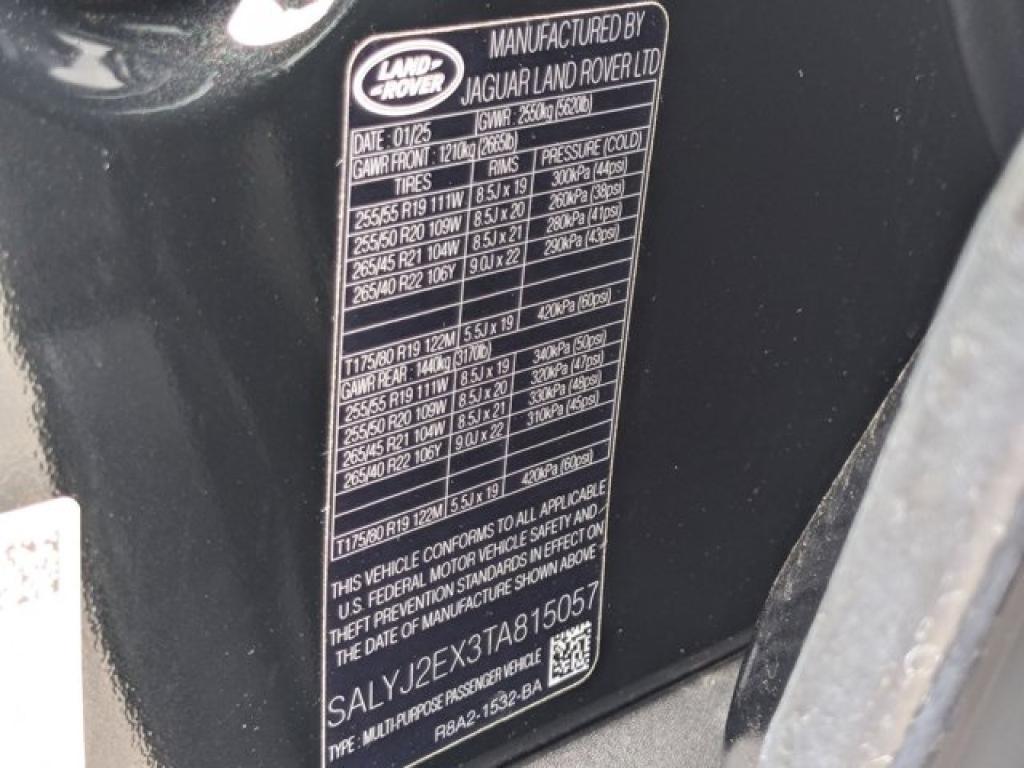 LAND-
-ROVER
MANUFACTURED BY
JAGUAR LAND ROVER LTD
DATE : 01/25 GVWR : 2550kg (5620lb)
GAWR FRONT : 1210kg (2665lb)
TIRES RIMS PRESSURE (COLD)
255/55 R19 111W 8.5J x 19 300kPa (44psi)
255/50 R20 109W 8.5J x 20 260kPa (38psi)
265/45 R21 104W 8.5J x 21 280kPa (41psi)
265/40 R22 106Y 9.0J x 22 290kPa (43psi)
T175/80 R19 122M 5.5J x 19 420kPa (60psi)
GAWR REAR : 1440kg (3170lb)
255/55 R19 111W 8.5J x 19 340kPa (50psi)
255/50 R20 109W 8.5J x 20 320kPa (47psi)
265/45 R21 104W 8.5J x 21 330kPa (48psi)
265/40 R22 106Y 9.0J x 22 310kPa (45psi)
T175/80 R19 122M 5.5J x 19 420kPa (60psi)
THIS VEHICLE CONFORMS TO ALL APPLICABLE
U.S. FEDERAL MOTOR VEHICLE SAFETY AND
THEFT PREVENTION STANDARDS IN EFFECT ON
THE DATE OF MANUFACTURE SHOWN ABOVE
SALYJ2EX3TA815057
TYPE : MULTI-PURPOSE PASSENGER VEHICLE
R8A2-1532-BA